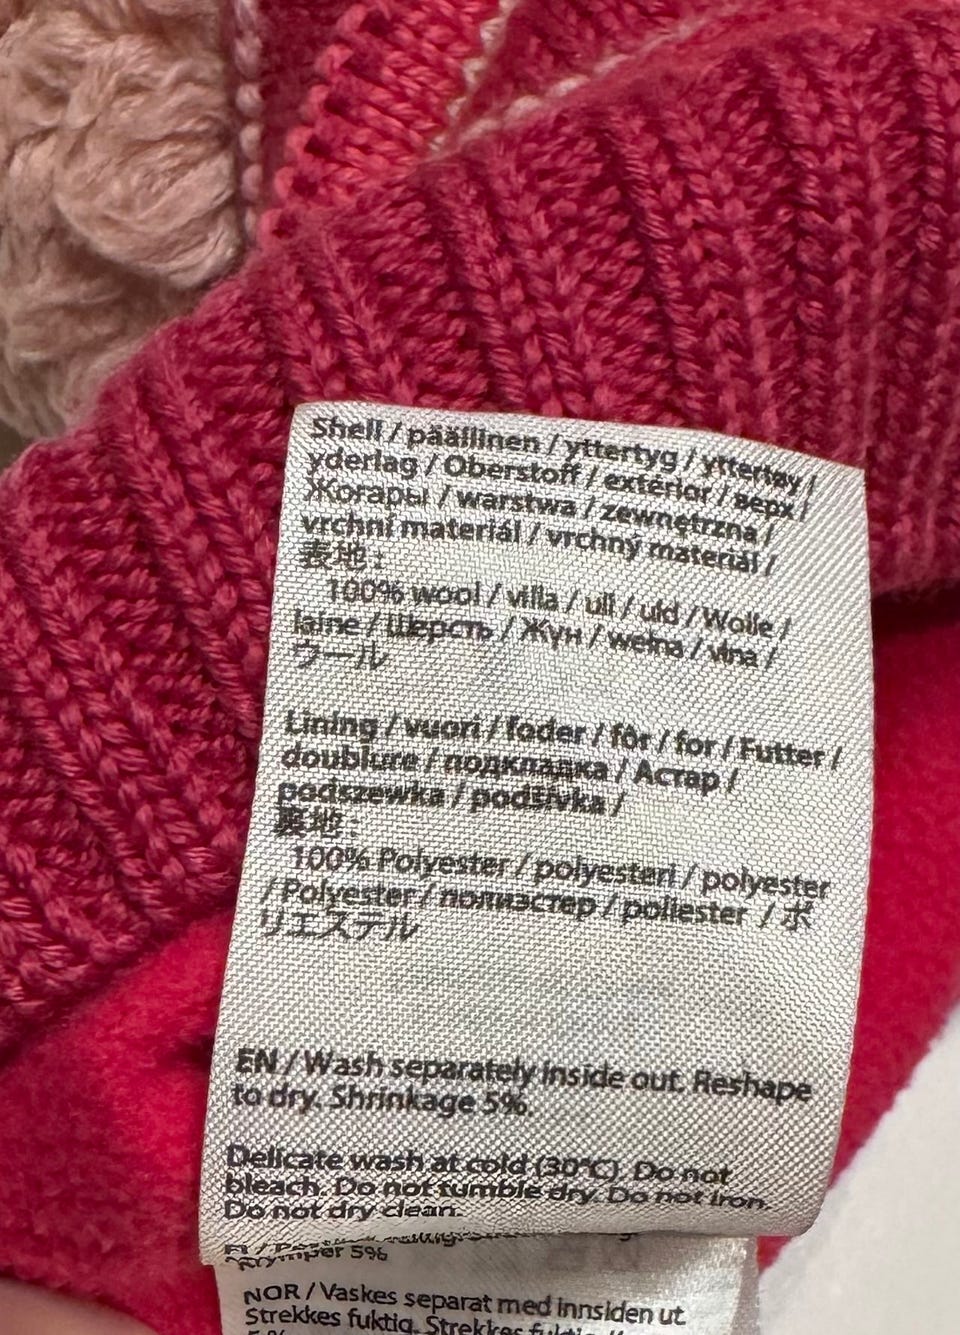 Shell / päällinen / yttertyg / yttertøy /
yderlag / Oberstoff / extérior / верх /
Жоғары / warstwa / zewnętrzna /
vrchní materiál / vrchný materiál /
表地 :
100% wool / villa / ull / uld / Wolle /
laine / Шерсть / Жүн / wełna / vlna /
ウール
Lining / vuori / foder / fôr / for / Futter /
doublure / подкладка / Астар /
podszewka / podšívka /
裏地 :
100% Polyester / polyesteri / polyester
/ Polyester / полиэстер / poliester / ポ
リエステル
EN / Wash separately inside out. Reshape
to dry. Shrinkage 5%.
Delicate wash at cold (30°C). Do not
bleach. Do not tumble dry. Do not iron.
Do not dry clean.
FI /
5%
NOR / Vaskes separat med innsiden ut.
Strekkes fuktig. Strekkes